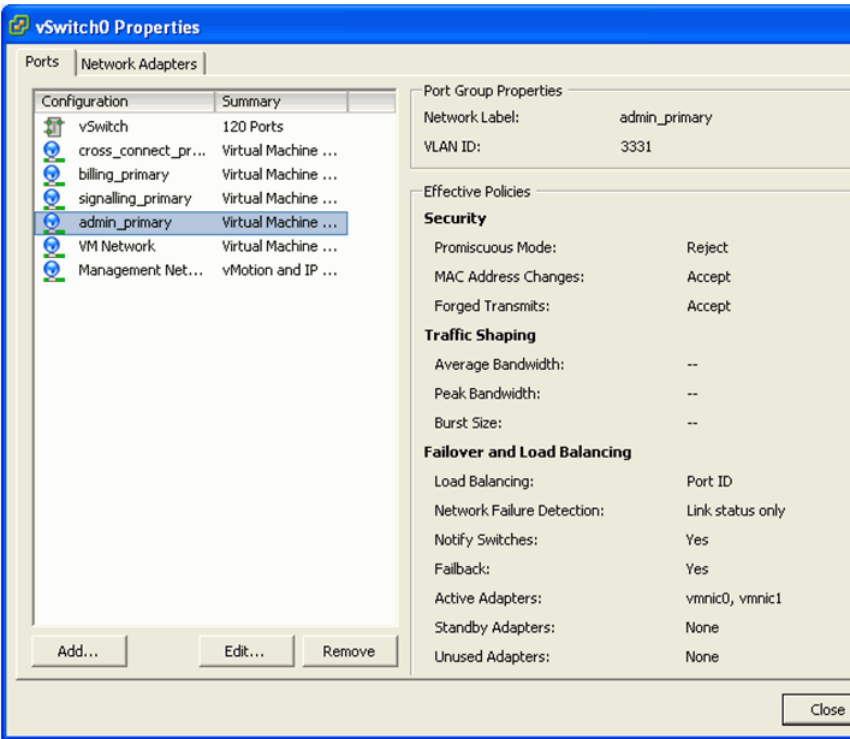 vSwitch0 Properties
Ports Network Adapters
Configuration Summary
vSwitch 120 Ports
cross_connect_pr... Virtual Machine ...
billing_primary Virtual Machine ...
signalling_primary Virtual Machine ...
admin_primary Virtual Machine ...
VM Network Virtual Machine ...
Management Net... vMotion and IP ...
Add... Edit... Remove
Port Group Properties
Network Label: admin_primary
VLAN ID: 3331
Effective Policies
Security
Promiscuous Mode: Reject
MAC Address Changes: Accept
Forged Transmits: Accept
Traffic Shaping
Average Bandwidth: --
Peak Bandwidth: --
Burst Size: --
Failover and Load Balancing
Load Balancing: Port ID
Network Failure Detection: Link status only
Notify Switches: Yes
Failback: Yes
Active Adapters: vmnic0, vmnic1
Standby Adapters: None
Unused Adapters: None
Close